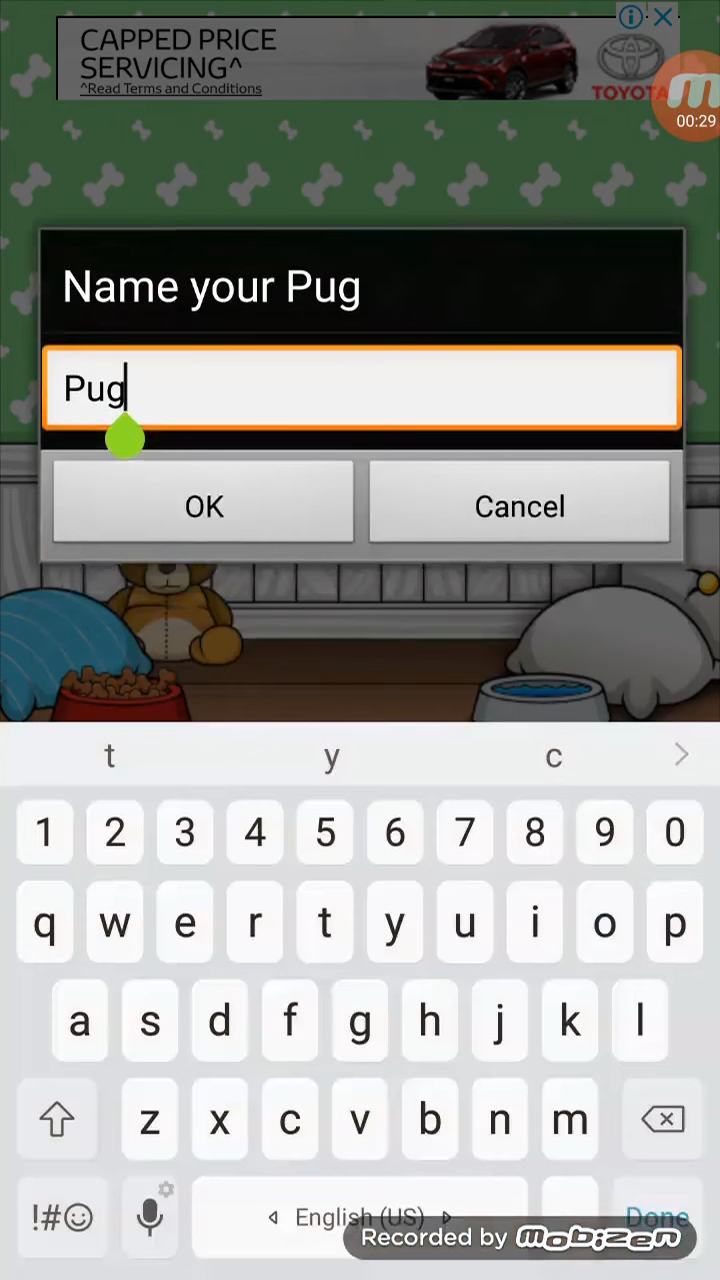 CAPPED PRICE
SERVICING^
^Read Terms and Conditions
TOYOTA
00:29
Name your Pug
Pug
OK
Cancel
t y c
1 2 3 4 5 6 7 8 9 0
q w e r t y u i o p
a s d f g h j k l
z x c v b n m
!#☺ English (US) Done
Recorded by mobizen